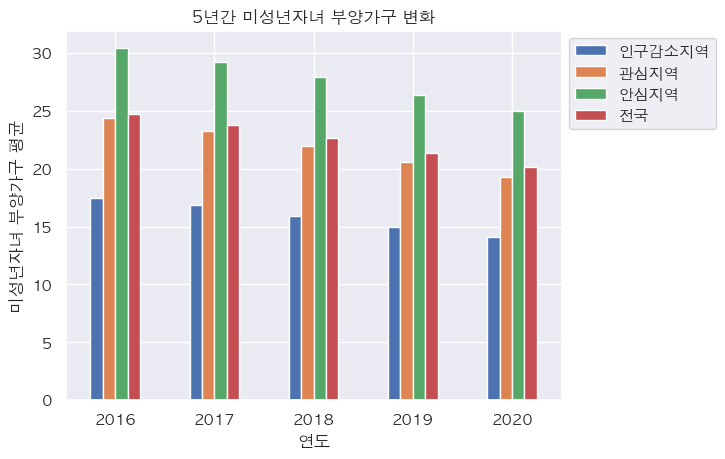 5년간 미성년자녀 부양가구 변화
미성년자녀 부양가구 평균
30
25
20
15
10
5
0
2016 2017 2018 2019 2020
연도
인구감소지역
관심지역
안심지역
전국